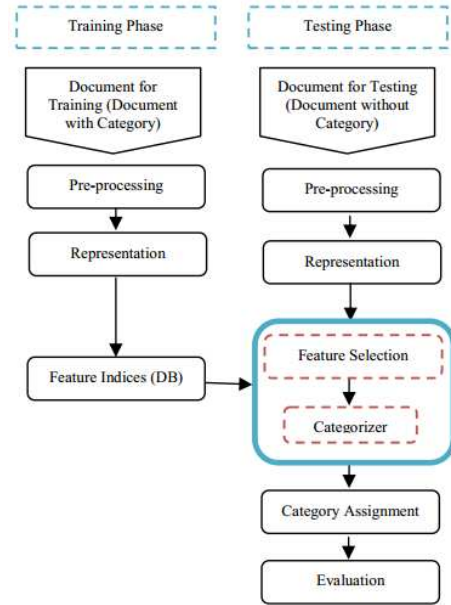 Training Phase
Document for
Training (Document
with Category)
Pre-processing
Representation
Feature Indices (DB)
Testing Phase
Document for Testing
(Document without
Category)
Pre-processing
Representation
Feature Selection
Categorizer
Category Assignment
Evaluation